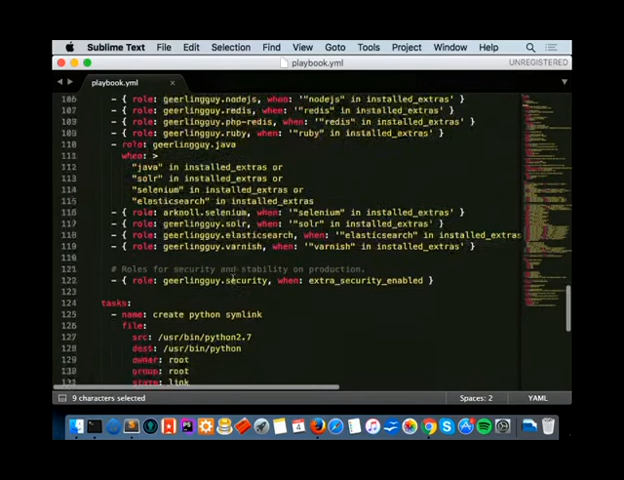 Sublime Text File Edit Selection Find View Goto Tools Project Window Help
playbook.yml UNREGISTERED
playbook.yml ×
106 - { role: geerlingguy.nodejs, when: '"nodejs" in installed_extras' }
107 - { role: geerlingguy.redis, when: '"redis" in installed_extras' }
108 - { role: geerlingguy.php-redis, when: '"redis" in installed_extras' }
109 - { role: geerlingguy.ruby, when: '"ruby" in installed_extras' }
110 - role: geerlingguy.java
111 when: >
112 "java" in installed_extras or
113 "solr" in installed_extras or
114 "selenium" in installed_extras or
115 "elasticsearch" in installed_extras
116 - { role: arknoll.selenium, when: '"selenium" in installed_extras' }
117 - { role: geerlingguy.solr, when: '"solr" in installed_extras' }
118 - { role: geerlingguy.elasticsearch, when: '"elasticsearch" in installed_extras
119 - { role: geerlingguy.varnish, when: '"varnish" in installed_extras' }
120
121 # Roles for security and stability on production.
122 - { role: geerlingguy.security, when: extra_security_enabled }
123
124 tasks:
125 - name: create python symlink
126 file:
127 src: /usr/bin/python2.7
128 dest: /usr/bin/python
129 owner: root
130 group: root
131 state: link
9 characters selected Spaces: 2 YAML